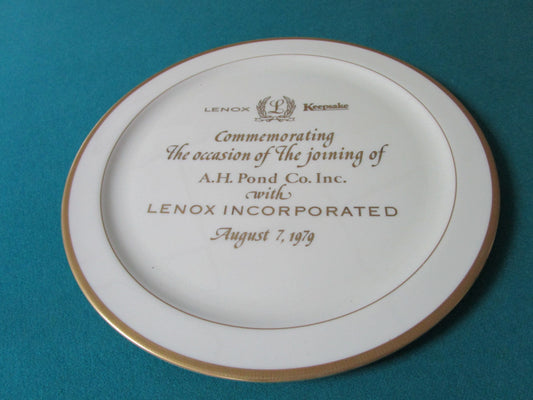 LENOX L Keepsake
Commemorating
The occasion of The joining of
A.H. Pond Co. Inc.
with
LENOX INCORPORATED
August 7, 1979